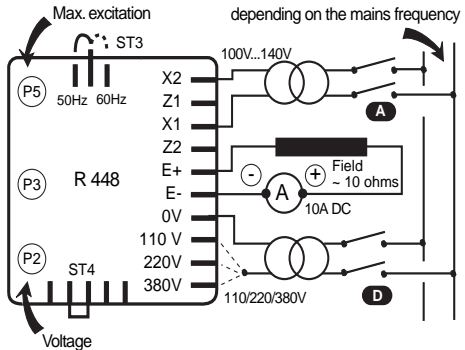 Max. excitation
depending on the mains frequency
ST3
100V...140V
P5
50Hz 60Hz
X2
Z1
X1
Z2
E+
E-
0V
110 V
220V
380V
A
P3
R 448
Field
~ 10 ohms
- A +
10A DC
P2
ST4
110/220/380V
D
Voltage